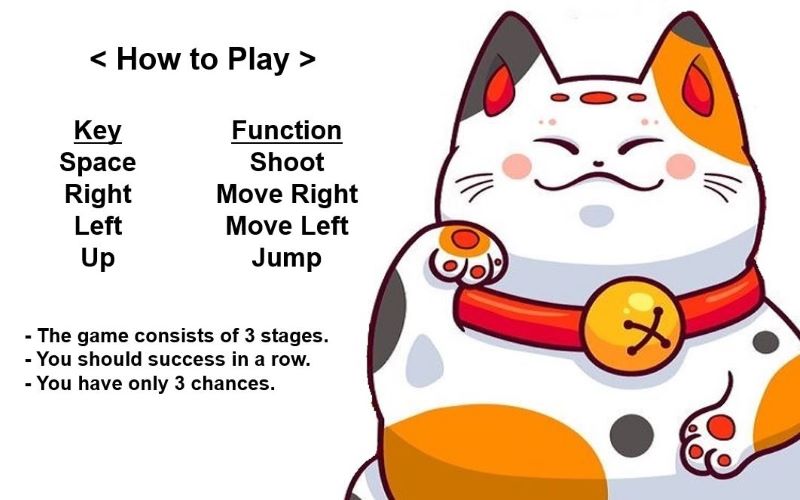 < How to Play >
Key Function
Space Shoot
Right Move Right
Left Move Left
Up Jump
- The game consists of 3 stages.
- You should success in a row.
- You have only 3 chances.